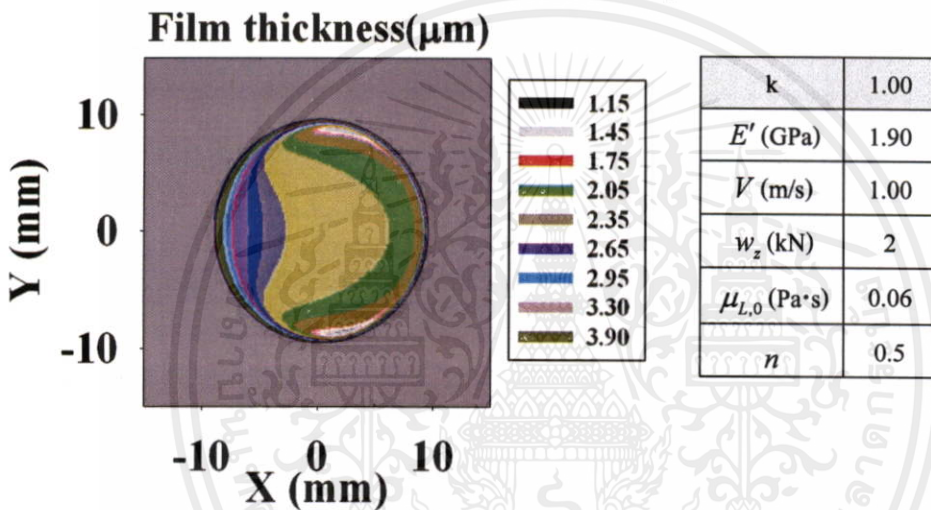 Film thickness(μm)
10
0
-10
Y (mm)
-10 0 10
X (mm)
1.15
1.45
1.75
2.05
2.35
2.65
2.95
3.30
3.90
k 1.00
E' (GPa) 1.90
V (m/s) 1.00
w_z (kN) 2
μ_L,0 (Pa·s) 0.06
n 0.5